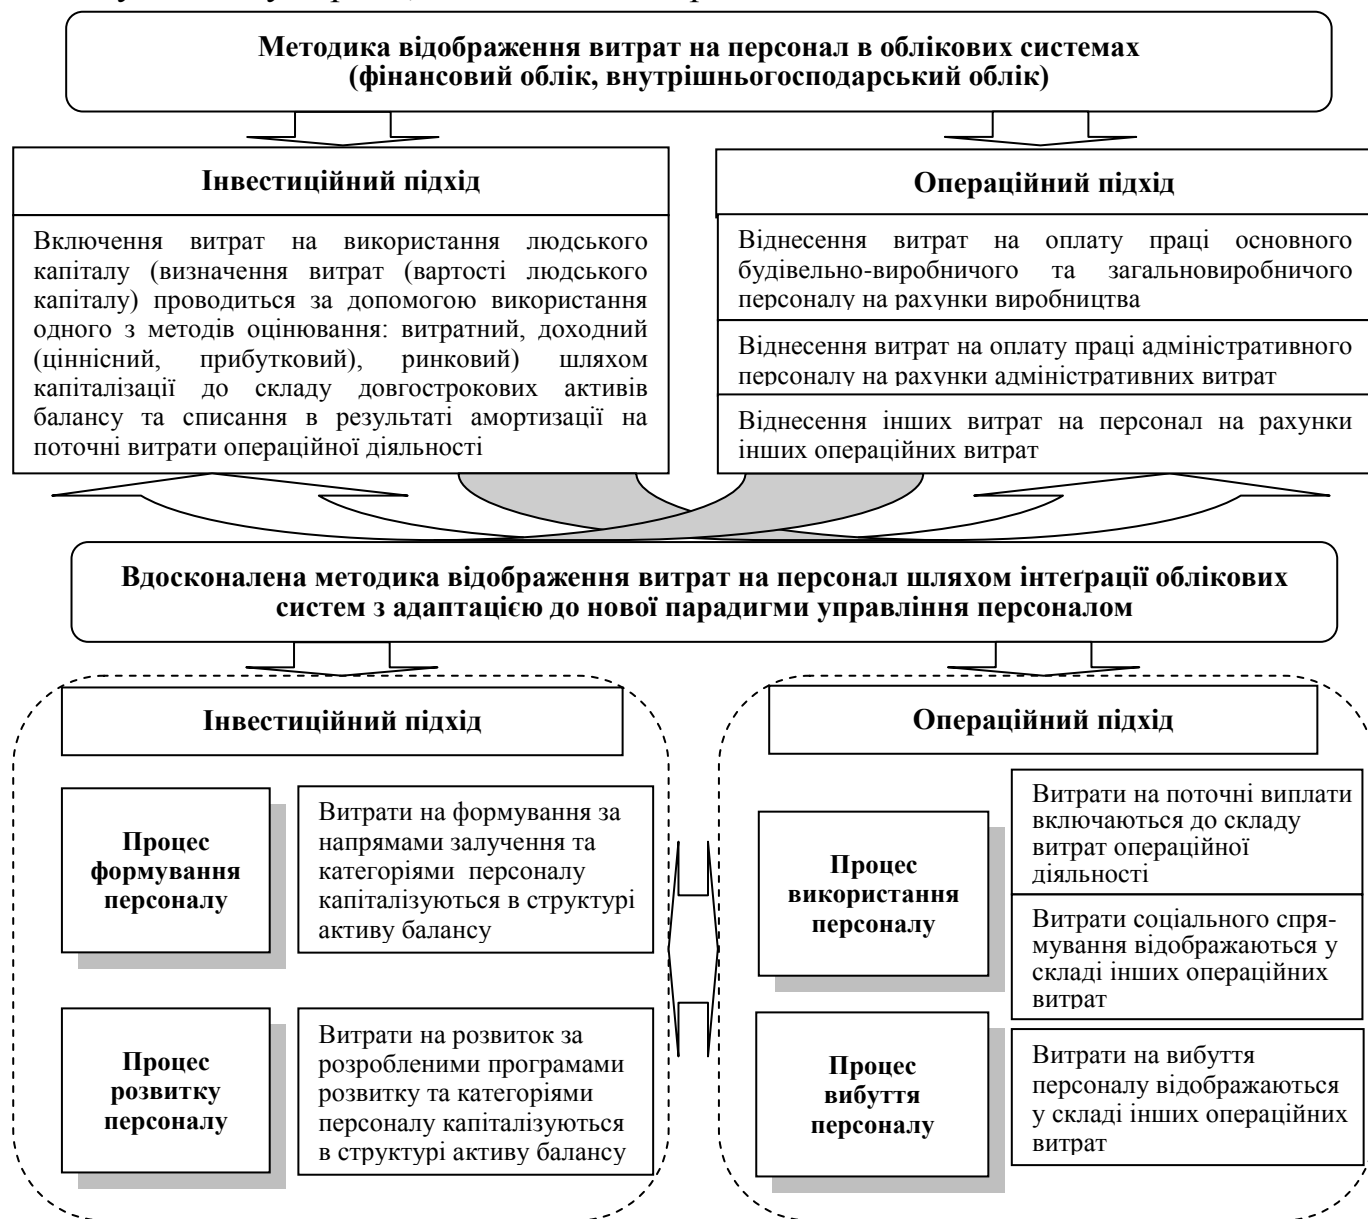 Методика відображення витрат на персонал в облікових системах
(фінансовий облік, внутрішньогосподарський облік)
Інвестиційний підхід
Включення витрат на використання людського
капіталу (визначення витрат (вартості людського
капіталу) проводиться за допомогою використання
одного з методів оцінювання: витратний, доходний
(ціннісний, прибутковий), ринковий) шляхом
капіталізації до складу довгострокових активів
балансу та списання в результаті амортизації на
поточні витрати операційної діяльності
Операційний підхід
Віднесення витрат на оплату праці основного
будівельно-виробничого та загальновиробничого
персоналу на рахунки виробництва
Віднесення витрат на оплату праці адміністративного
персоналу на рахунки адміністративних витрат
Віднесення інших витрат на персонал на рахунки
інших операційних витрат
Вдосконалена методика відображення витрат на персонал шляхом інтеґрації облікових
систем з адаптацією до нової парадигми управління персоналом
Інвестиційний підхід
Процес
формування
персоналу
Витрати на формування за
напрямами залучення та
категоріями персоналу
капіталізуються в структурі
активу балансу
Процес
розвитку
персоналу
Витрати на розвиток за
розробленими програмами
розвитку та категоріями
персоналу капіталізуються
в структурі активу балансу
Операційний підхід
Процес
використання
персоналу
Витрати на поточні виплати
включаються до складу
витрат операційної
діяльності
Витрати соціального спря-
мування відображаються у
складі інших операційних
витрат
Процес
вибуття
персоналу
Витрати на вибуття
персоналу відображаються
у складі інших операційних
витрат